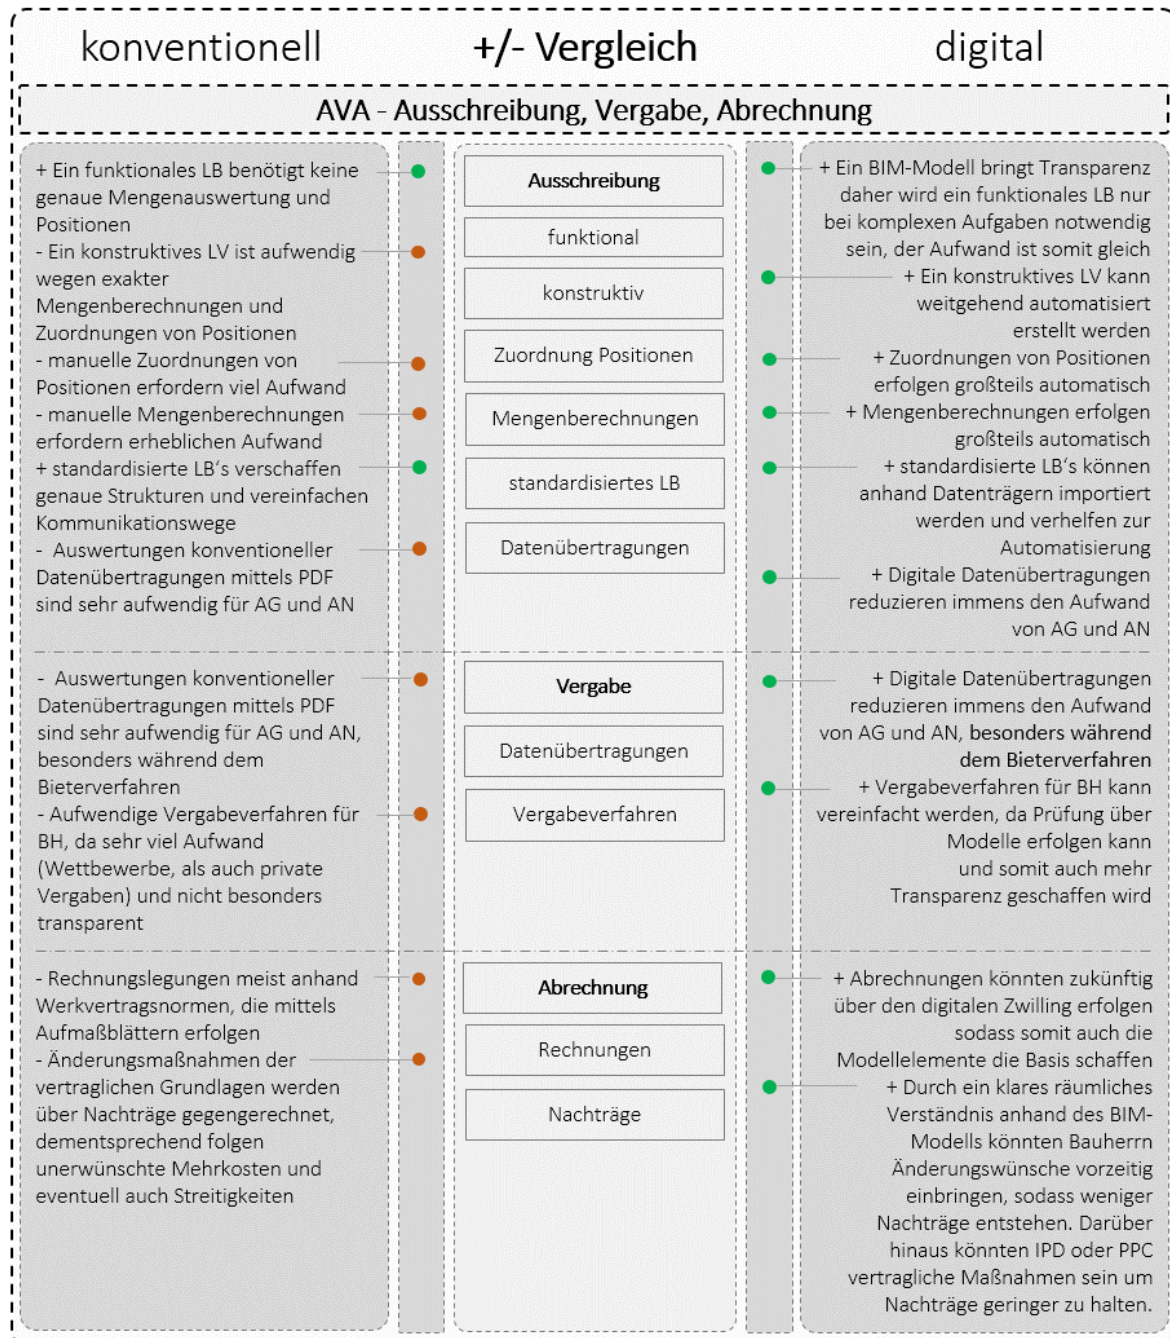 konventionell
+/- Vergleich
digital
AVA - Ausschreibung, Vergabe, Abrechnung
+ Ein funktionales LB benötigt keine
genaue Mengenauswertung und
Positionen
- Ein konstruktives LV ist aufwendig
wegen exakter
Mengenberechnungen und
Zuordnungen von Positionen
- manuelle Zuordnungen von
Positionen erfordern viel Aufwand
- manuelle Mengenberechnungen
erfordern erheblichen Aufwand
+ standardisierte LB's verschaffen
genaue Strukturen und vereinfachen
Kommunikationswege
- Auswertungen konventioneller
Datenübertragungen mittels PDF
sind sehr aufwendig für AG und AN
Ausschreibung
funktional
konstruktiv
Zuordnung Positionen
Mengenberechnungen
standardisiertes LB
Datenübertragungen
+ Ein BIM-Modell bringt Transparenz
daher wird ein funktionales LB nur
bei komplexen Aufgaben notwendig
sein, der Aufwand ist somit gleich
+ Ein konstruktives LV kann
weitgehend automatisiert
erstellt werden
+ Zuordnungen von Positionen
erfolgen großteils automatisch
+ Mengenberechnungen erfolgen
großteils automatisch
+ standardisierte LB's können
anhand Datenträgern importiert
werden und verhelfen zur
Automatisierung
+ Digitale Datenübertragungen
reduzieren immens den Aufwand
von AG und AN
- Auswertungen konventioneller
Datenübertragungen mittels PDF
sind sehr aufwendig für AG und AN,
besonders während dem
Bieterverfahren
- Aufwendige Vergabeverfahren für
BH, da sehr viel Aufwand
(Wettbewerbe, als auch private
Vergaben) und nicht besonders
transparent
Vergabe
Datenübertragungen
Vergabeverfahren
+ Digitale Datenübertragungen
reduzieren immens den Aufwand
von AG und AN, besonders während
dem Bieterverfahren
+ Vergabeverfahren für BH kann
vereinfacht werden, da Prüfung über
Modelle erfolgen kann
und somit auch mehr
Transparenz geschaffen wird
- Rechnungslegungen meist anhand
Werkvertragsnormen, die mittels
Aufmaßblättern erfolgen
- Änderungsmaßnahmen der
vertraglichen Grundlagen werden
über Nachträge gegengerechnet,
dementsprechend folgen
unerwünschte Mehrkosten und
eventuell auch Streitigkeiten
Abrechnung
Rechnungen
Nachträge
+ Abrechnungen könnten zukünftig
über den digitalen Zwilling erfolgen
sodass somit auch die
Modellelemente die Basis schaffen
+ Durch ein klares räumliches
Verständnis anhand des BIM-
Modells könnten Bauherrn
Änderungswünsche vorzeitig
einbringen, sodass weniger
Nachträge entstehen. Darüber
hinaus könnten IPD oder PPC
vertragliche Maßnahmen sein um
Nachträge geringer zu halten.